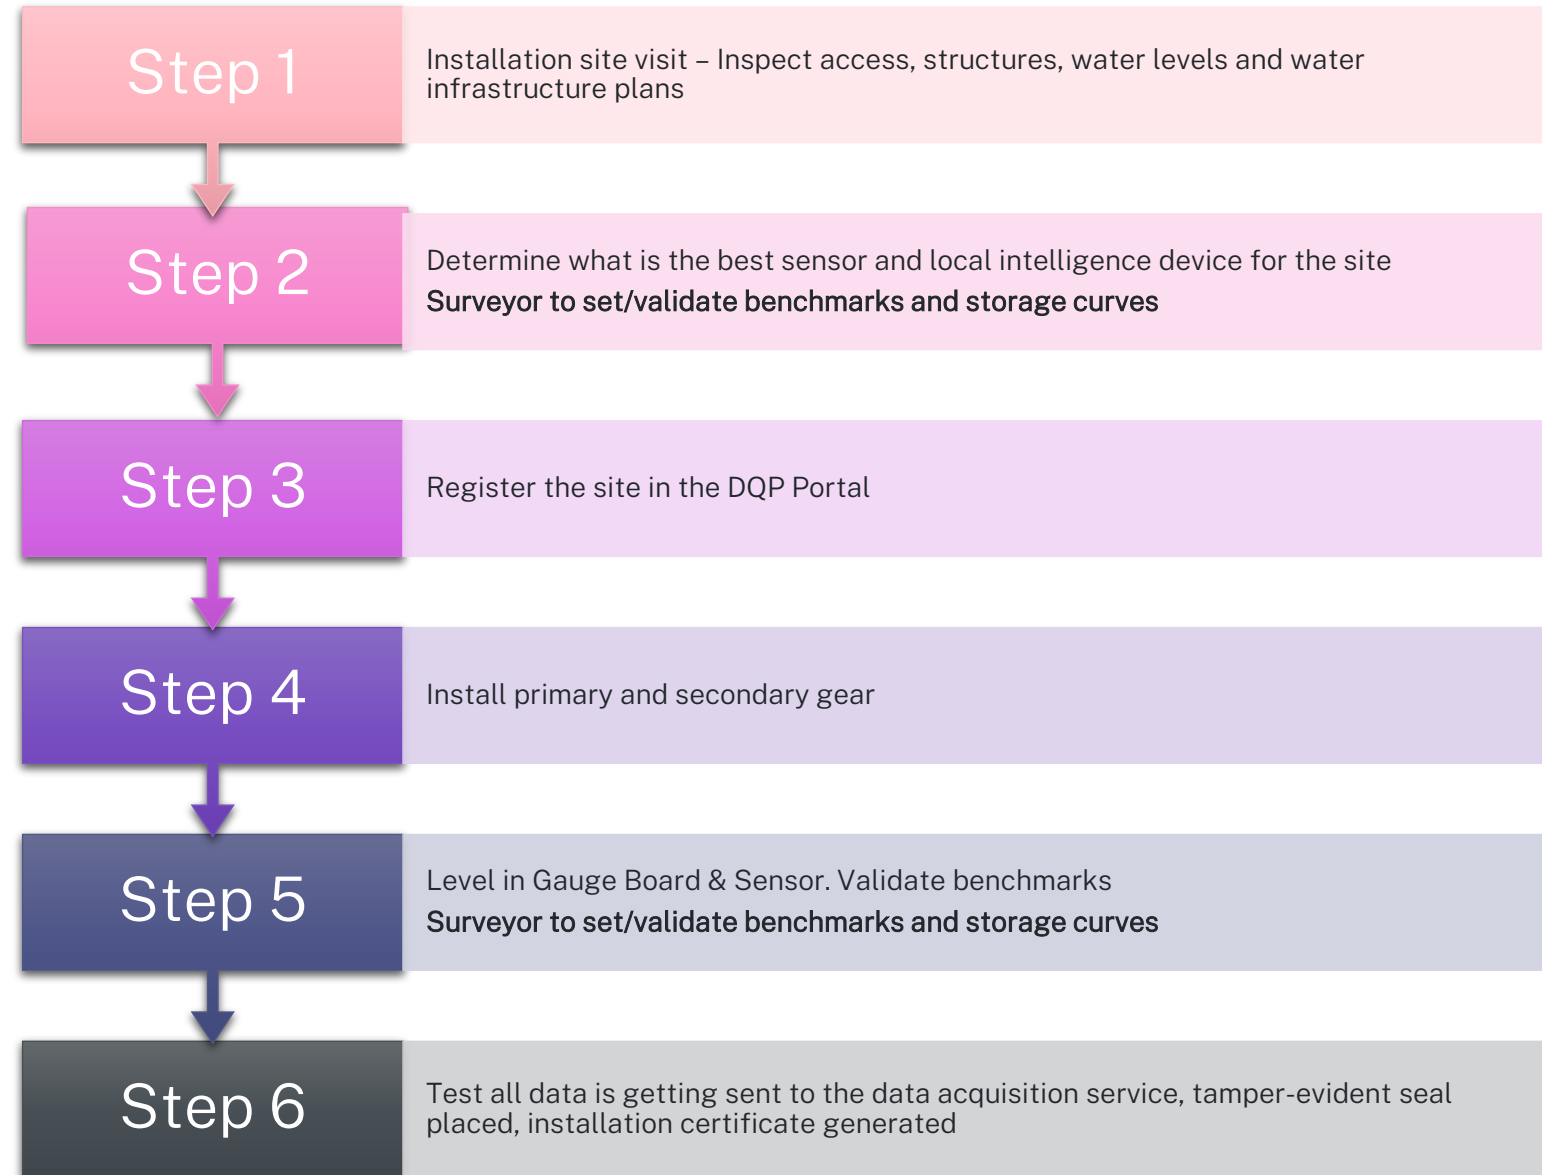 Step 1
Installation site visit – Inspect access, structures, water levels and water
infrastructure plans
Step 2
Determine what is the best sensor and local intelligence device for the site
Surveyor to set/validate benchmarks and storage curves
Step 3
Register the site in the DQP Portal
Step 4
Install primary and secondary gear
Step 5
Level in Gauge Board & Sensor. Validate benchmarks
Surveyor to set/validate benchmarks and storage curves
Step 6
Test all data is getting sent to the data acquisition service, tamper-evident seal
placed, installation certificate generated